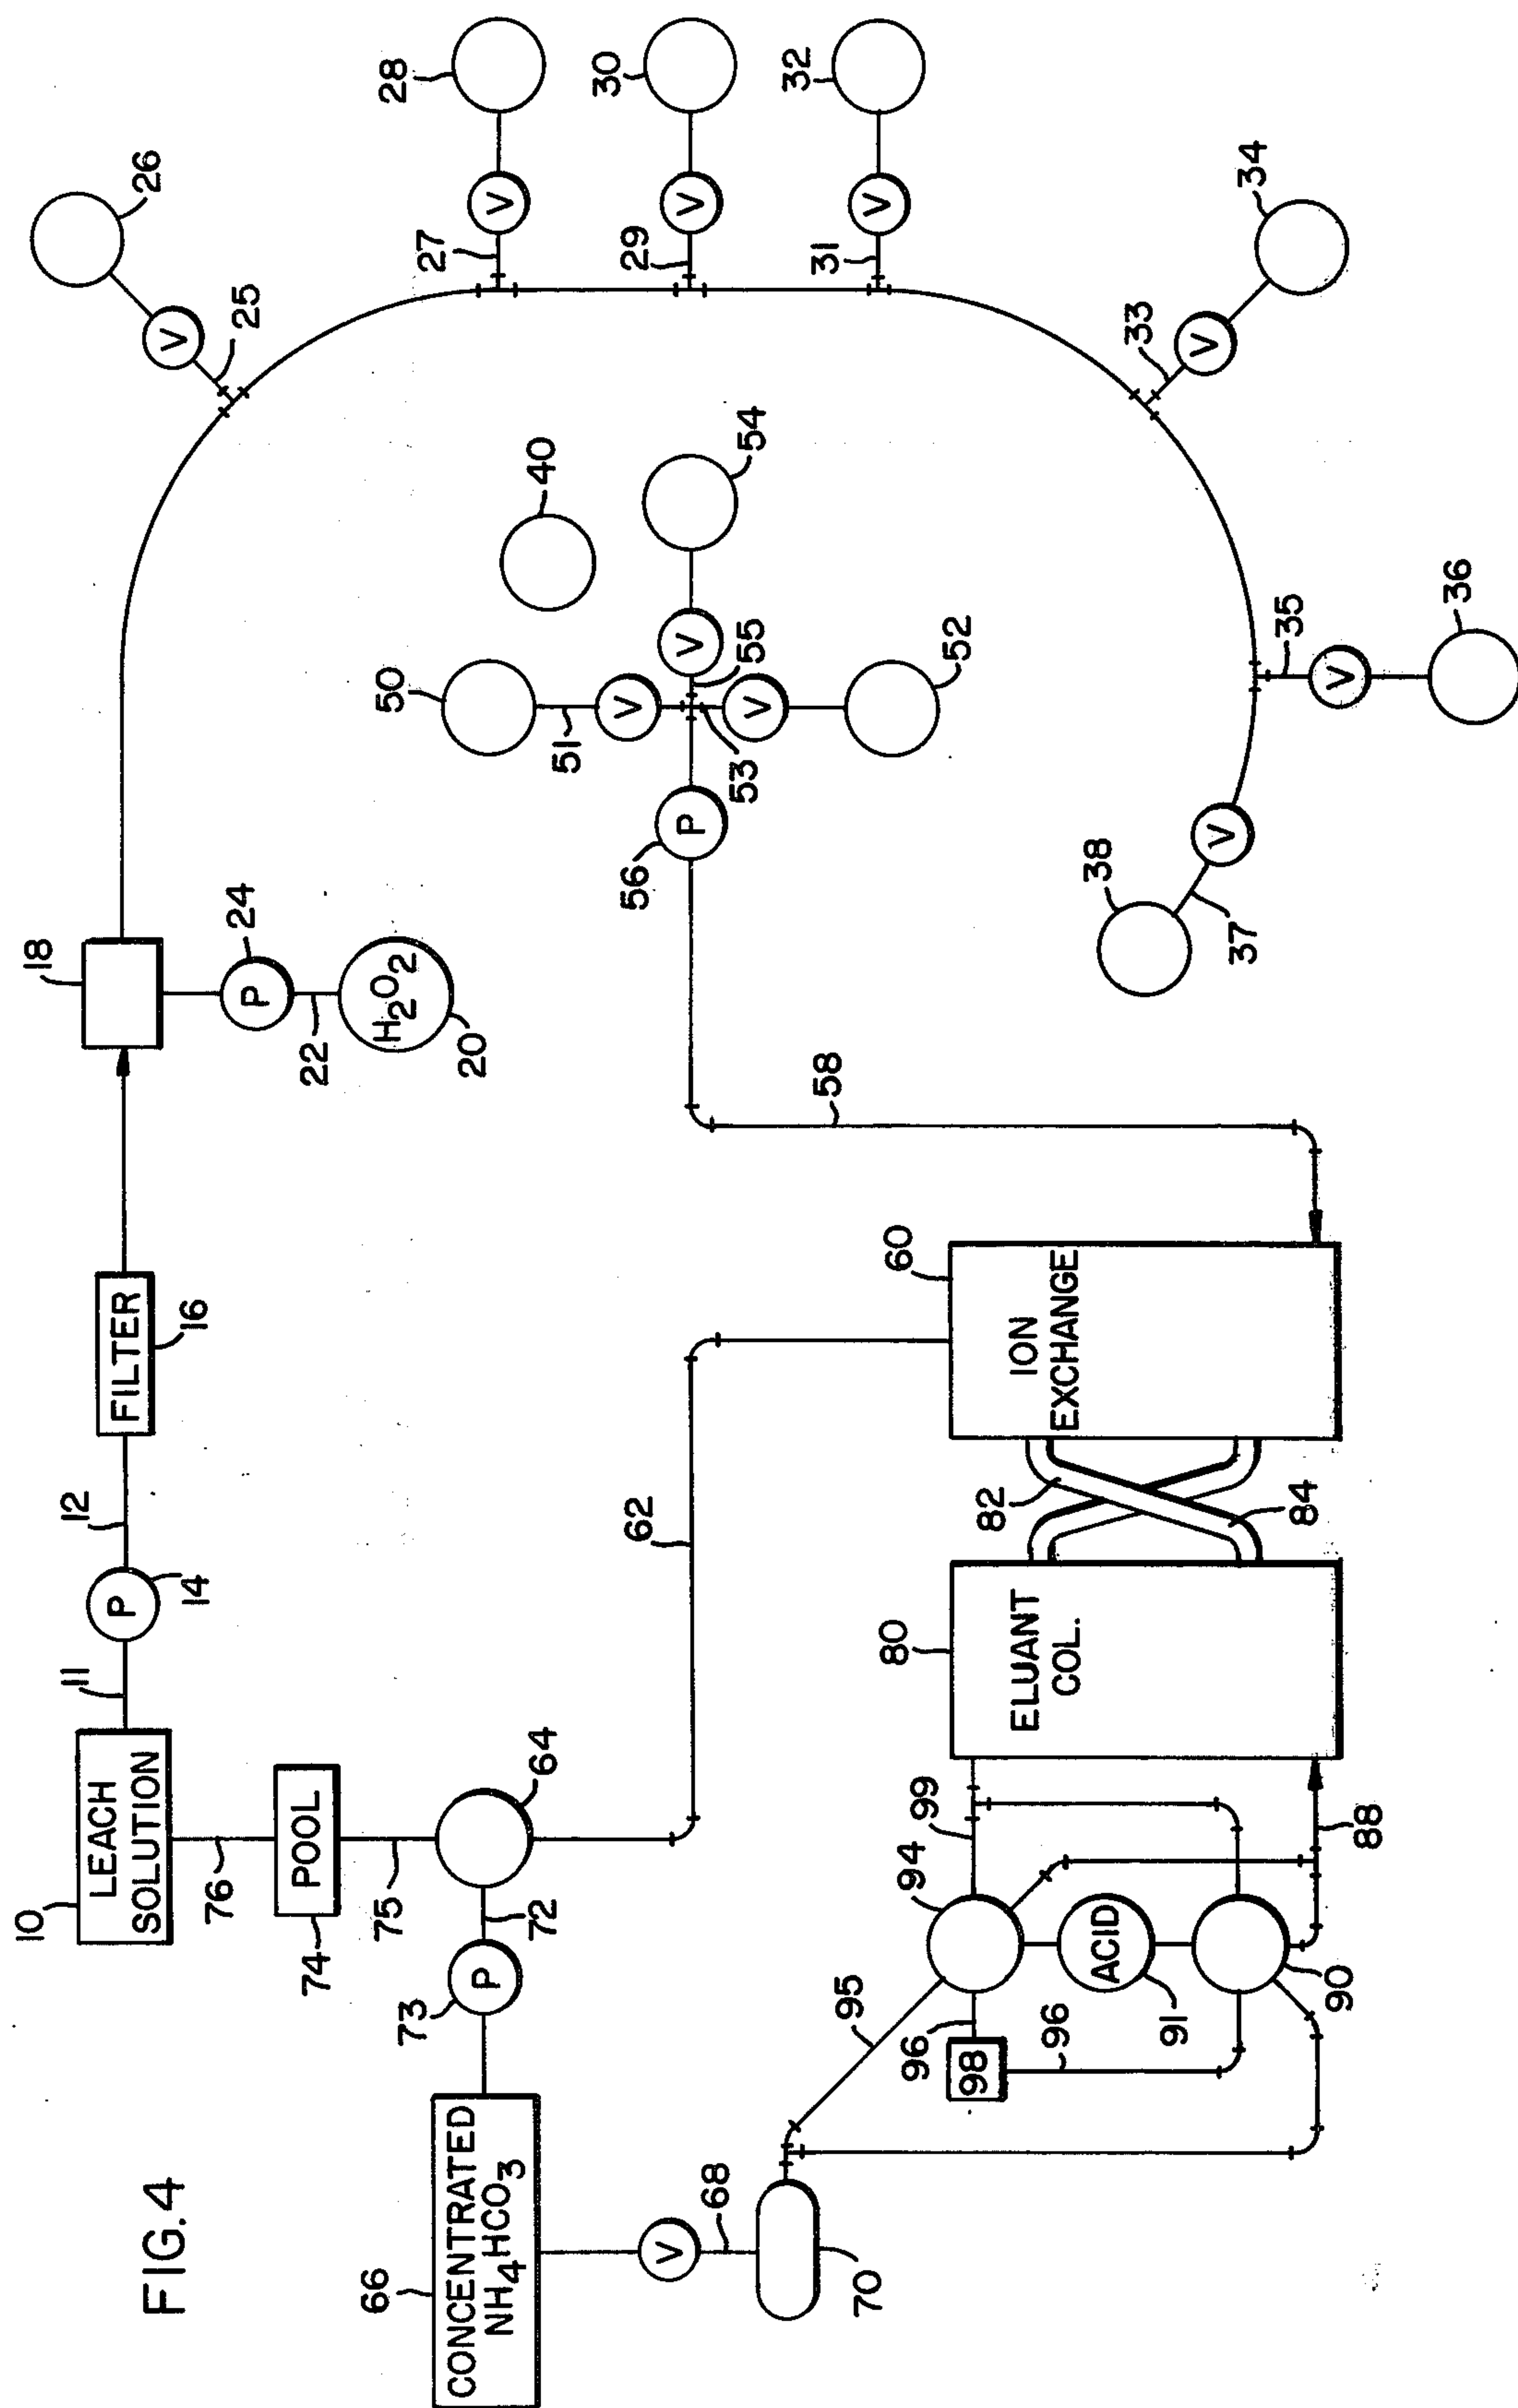 FIG.4
10
LEACH
SOLUTION
11
P
14
12
FILTER
16
18
24
P
22
H2O2
20
25
V
26
27
V
28
29
V
30
31
V
32
33
V
34
35
V
36
37
V
38
40
50
51
V
54
V
55
52
V
53
56
P
58
60
ION
EXCHANGE
62
64
76
POOL
74
75
72
P
73
66
CONCENTRATED
NH4HCO3
V
68
70
80
ELUANT
COL.
82
84
88
99
94
95
96
98
96
ACID
91
90